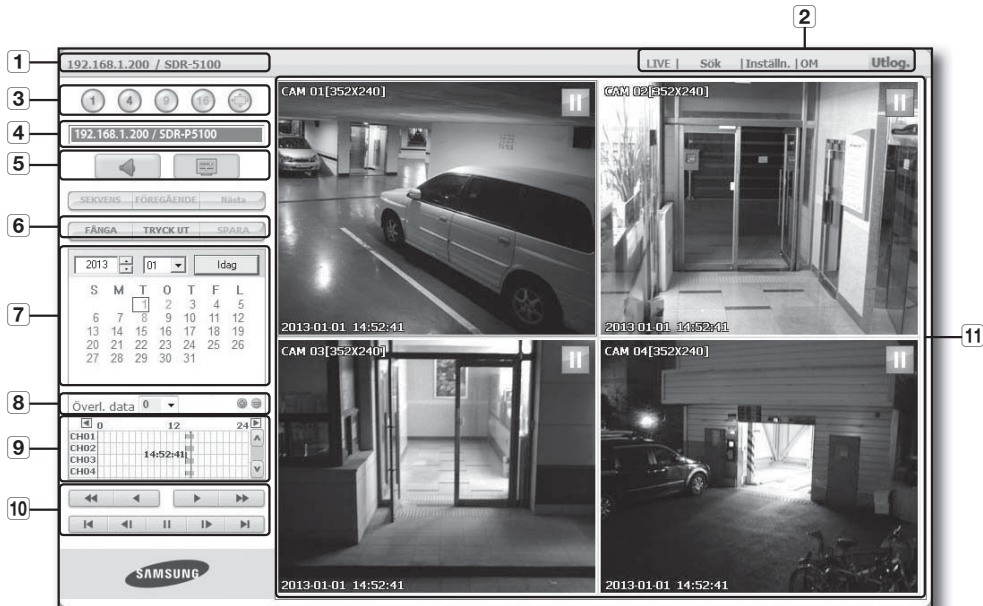 2
1
192.168.1.200 / SDR-5100
LIVE | Sök |Inställn. |OM Utlog.
3
1 4 9 16
4
192.168.1.200 / SDR-P5100
5
SEKVENS FÖREGÅENDE Nästa
6
FÅNGA TRYCK UT SPARA
7
2013 01 Idag
S M T O T F L
1 2 3 4 5
6 7 8 9 10 11 12
13 14 15 16 17 18 19
20 21 22 23 24 25 26
27 28 29 30 31
8
Överl. data 0
9
0 12 24
CH01
CH02
14:52:41
CH03
CH04
10
SAMSUNG
CAM 01[352X240]
2013-01-01 14:52:41
CAM 02[352X240]
2013-01-01 14:52:41
CAM 03[352X240]
2013-01-01 14:52:41
CAM 04[352X240]
2013-01-01 14:52:41
11